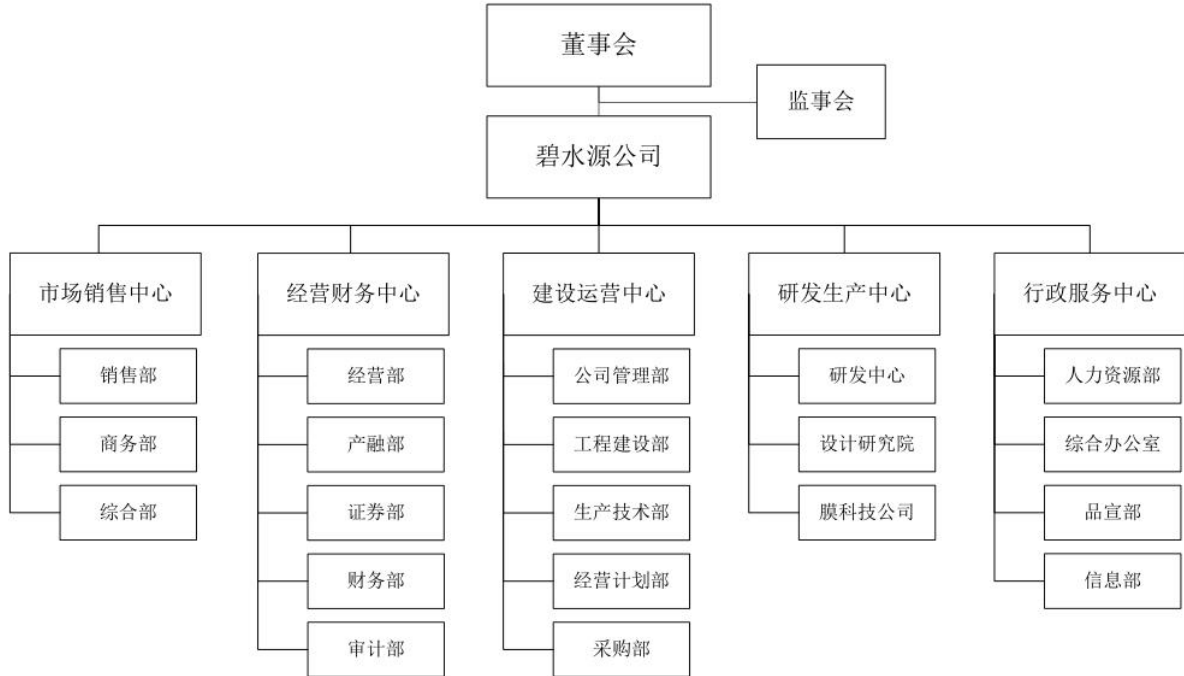 董事会
监事会
碧水源公司
市场销售中心
经营财务中心
建设运营中心
研发生产中心
行政服务中心
销售部
经营部
公司管理部
研发中心
人力资源部
商务部
产融部
工程建设部
设计研究院
综合办公室
综合部
证券部
生产技术部
膜科技公司
品宣部
财务部
经营计划部
信息部
审计部
采购部